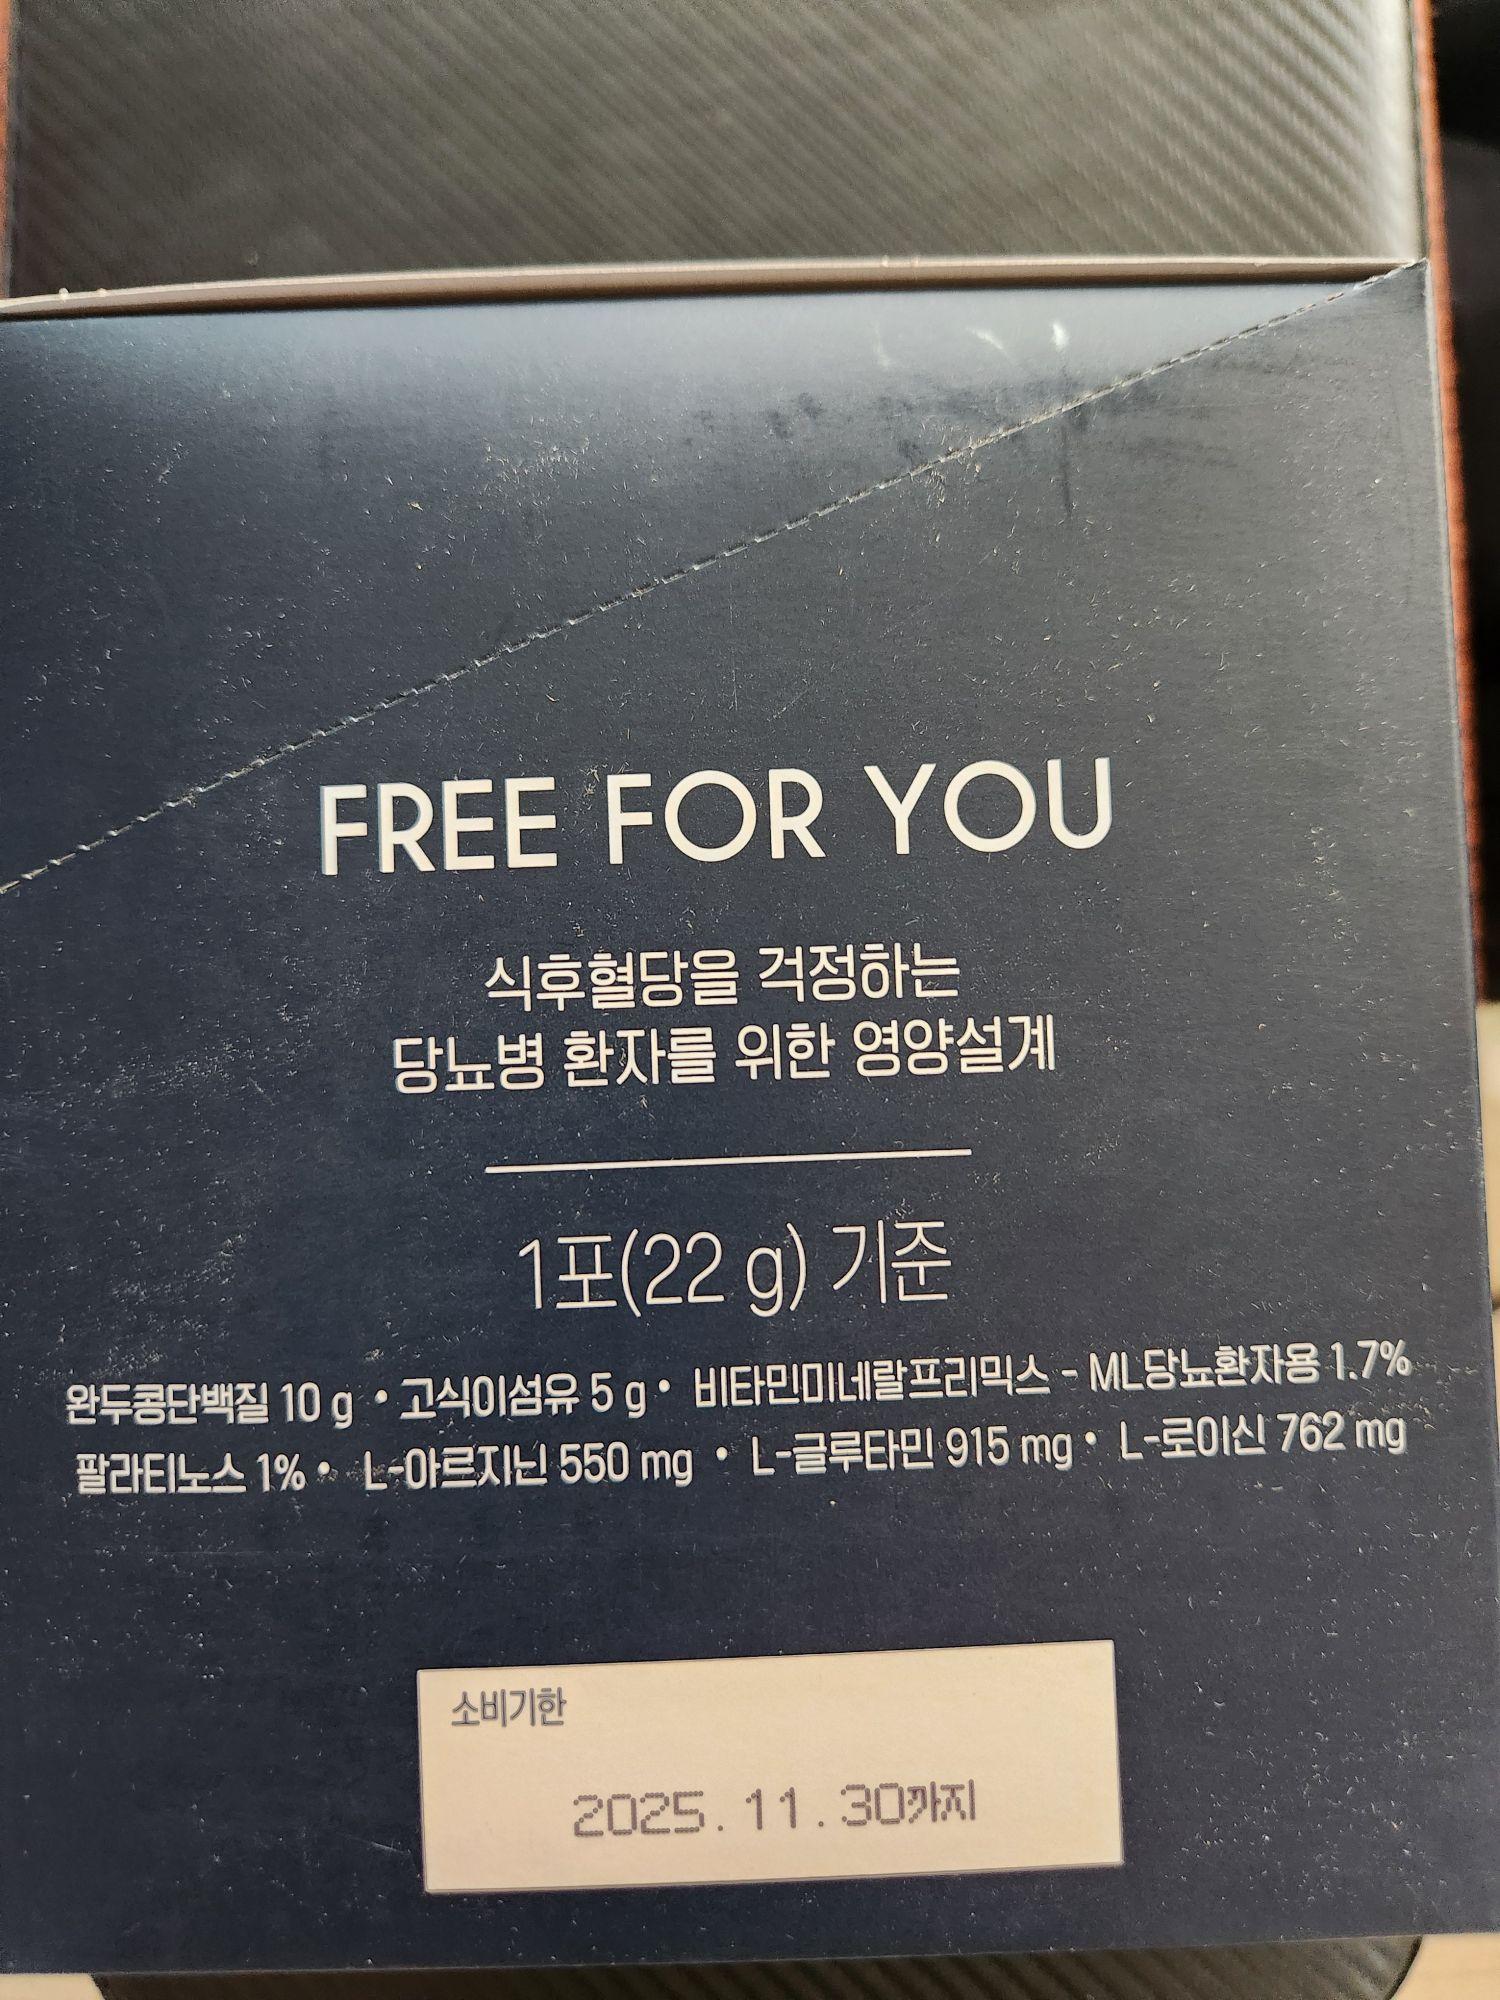 FREE FOR YOU
식후혈당을 걱정하는
당뇨병 환자를 위한 영양설계
1포(22 g) 기준
완두콩단백질 10 g • 고식이섬유 5 g • 비타민미네랄프리믹스 - ML당뇨환자용 1.7%
팔라티노스 1% • L-아르지닌 550 mg • L-글루타민 915 mg • L-로이신 762 mg
소비기한
2025.11.30까지